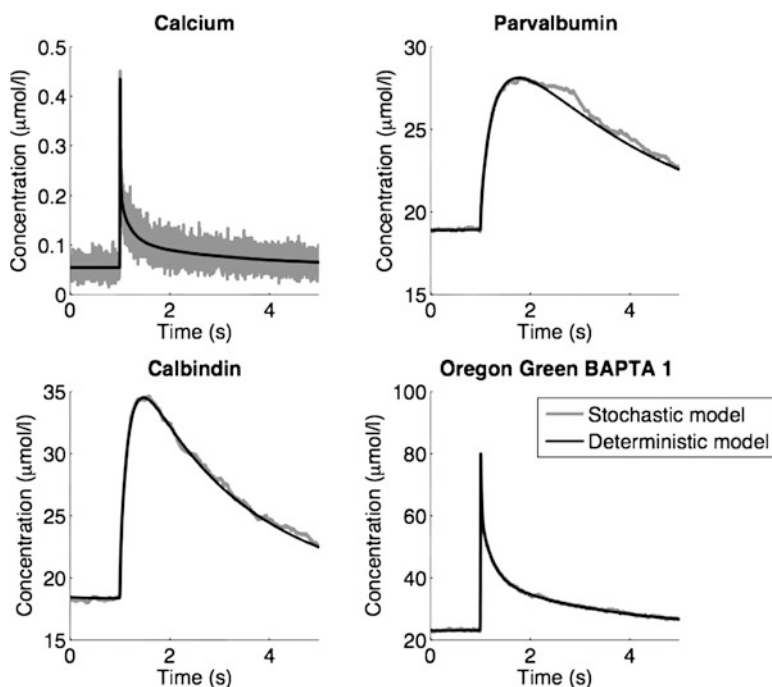 Calcium
Concentration (μmol/l)
0.5
0.4
0.3
0.2
0.1
0
0 2 4
Time (s)
Parvalbumin
Concentration (μmol/l)
30
27
23
19
15
0 2 4
Time (s)
Calbindin
Concentration (μmol/l)
35
30
25
20
15
0 2 4
Time (s)
Oregon Green BAPTA 1
Concentration (μmol/l)
100
80
60
40
20
0 2 4
Time (s)
Stochastic model
Deterministic model